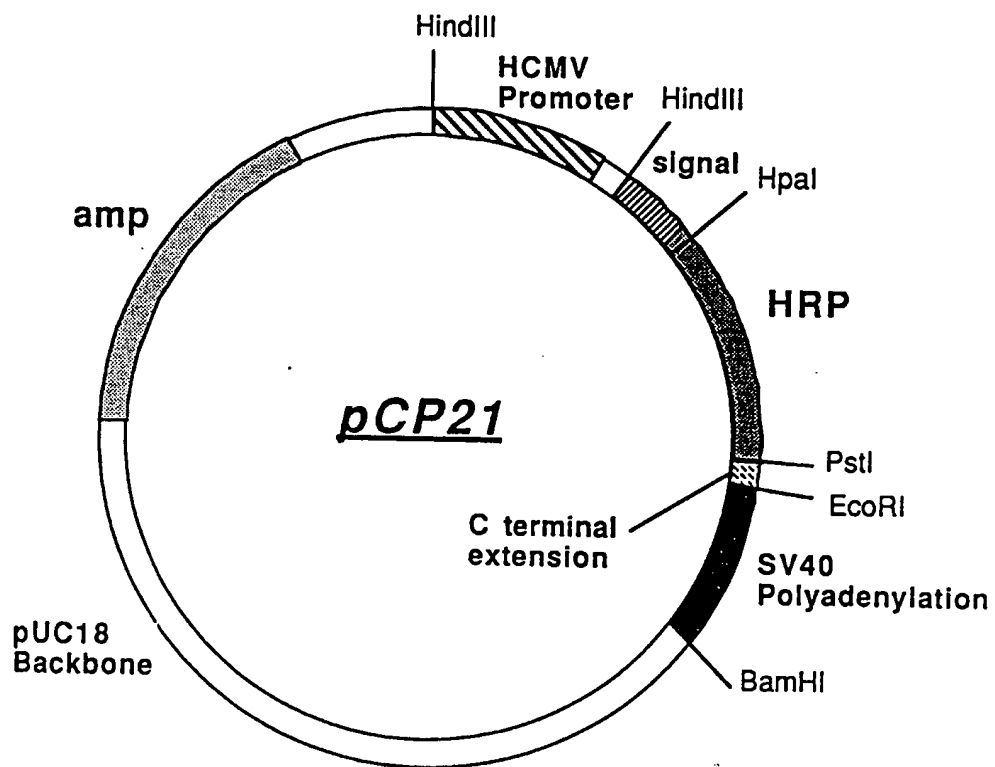 HindIII
HCMV
Promoter
HindIII
signal
HpaI
amp
HRP
pCP21
PstI
EcoRI
C terminal
extension
SV40
Polyadenylation
pUC18
Backbone
BamHI